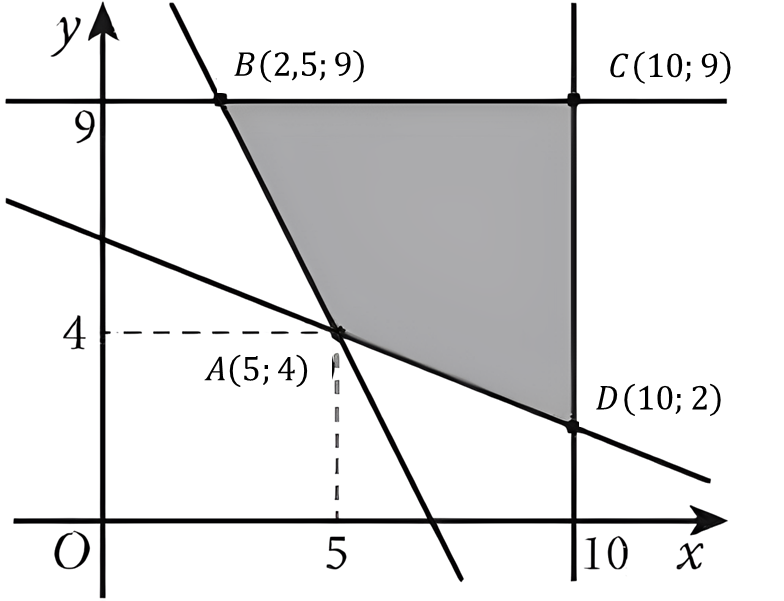 y
B(2,5; 9)
C(10; 9)
9
4
A(5; 4)
D(10; 2)
O
5
10
x